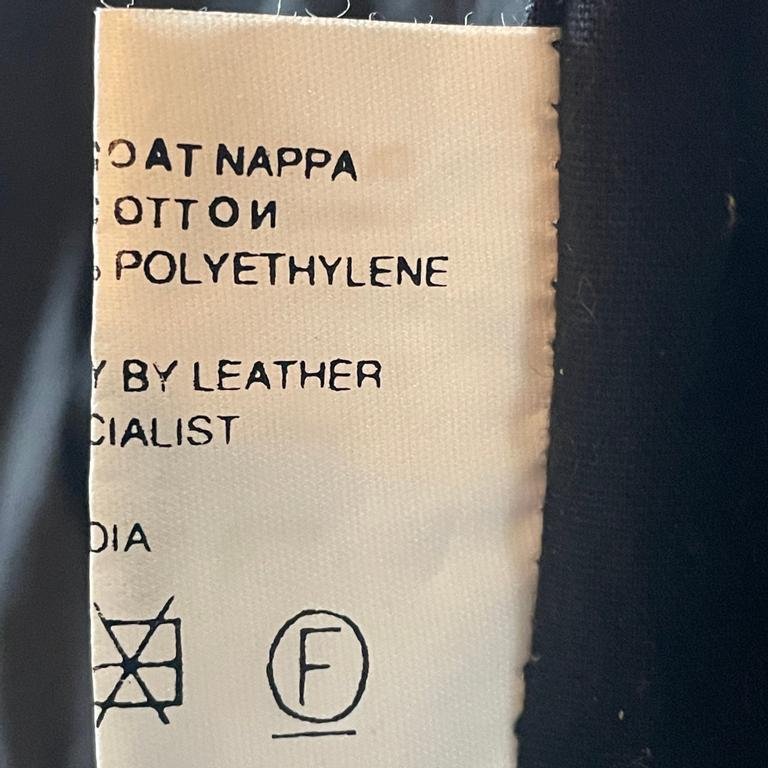 OAT NAPPA
OTTON
POLYETHYLENE
Y BY LEATHER
CIALIST
DIA
F